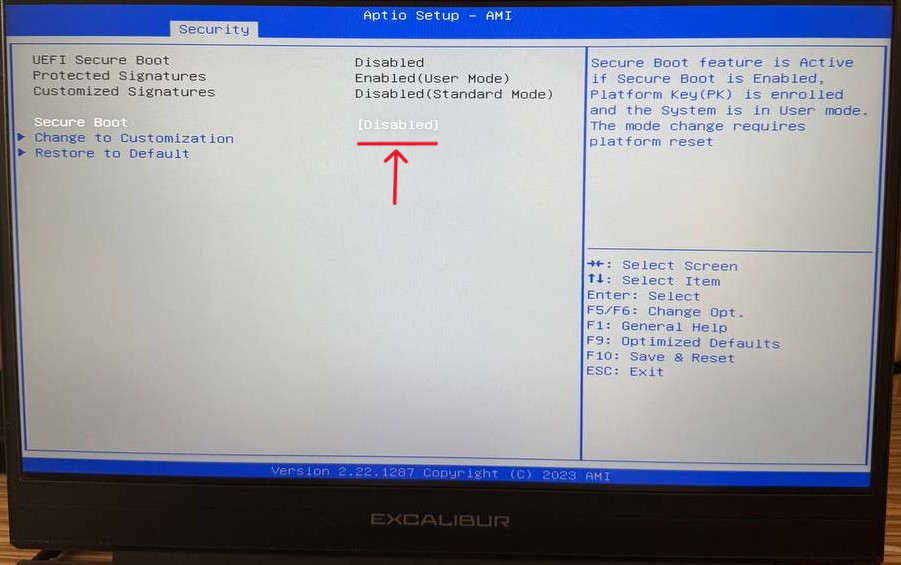 Aptio Setup - AMI
Security
UEFI Secure Boot Disabled
Protected Signatures Enabled(User Mode)
Customized Signatures Disabled(Standard Mode)
Secure Boot [Disabled]
Change to Customization
Restore to Default
Secure Boot feature is Active
if Secure Boot is Enabled,
Platform Key(PK) is enrolled
and the System is in User mode.
The mode change requires
platform reset
→←: Select Screen
↑↓: Select Item
Enter: Select
F5/F6: Change Opt.
F1: General Help
F9: Optimized Defaults
F10: Save & Reset
ESC: Exit
Version 2.22.1287 Copyright (C) 2023 AMI
EXCALIBUR